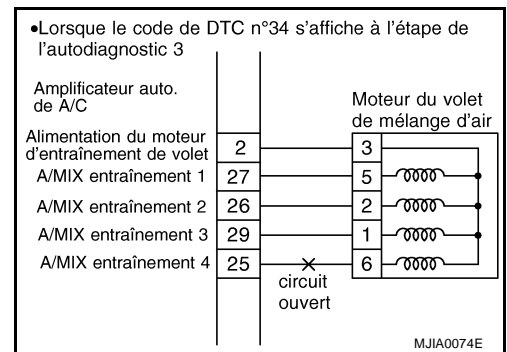 •Lorsque le code de DTC n°34 s'affiche à l'étape de
l'autodiagnostic 3
Amplificateur auto.
de A/C
Moteur du volet
de mélange d'air
Alimentation du moteur
d'entraînement de volet 2 3
A/MIX entraînement 1 27 5
A/MIX entraînement 2 26 2
A/MIX entraînement 3 29 1
A/MIX entraînement 4 25 6
circuit
ouvert
MJIA0074E